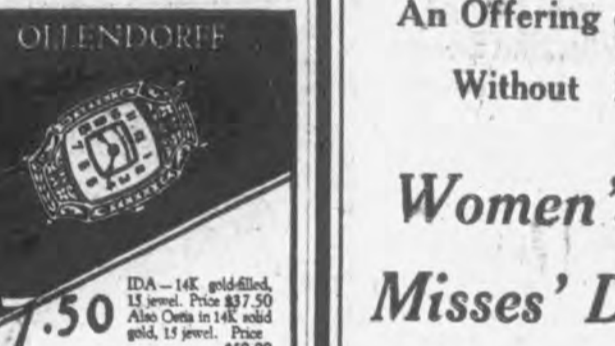 OLLENDORFF
IDA — 14K gold-filled,
15 jewel. Price $37.50
Also in 14K solid
gold, 15 jewel. Price
7.50
An Offering
Without
Women'
Misses' D